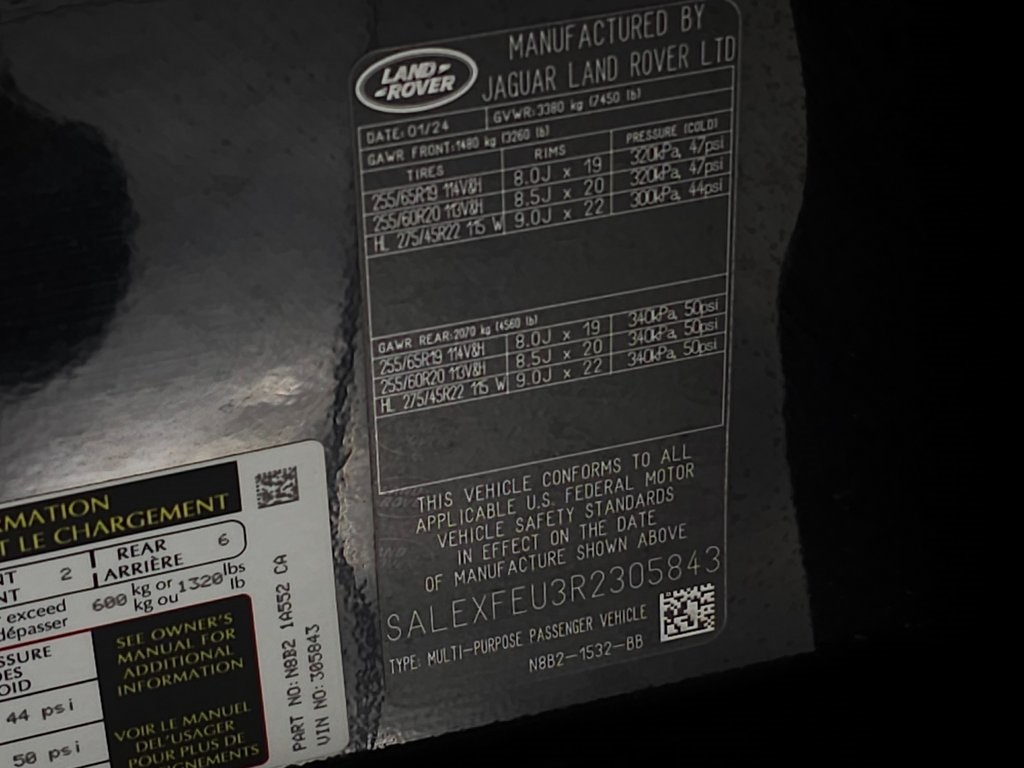 LAND ROVER
MANUFACTURED BY
JAGUAR LAND ROVER LTD
DATE: 01/24 GVWR: 3380 kg (7450 lb)
GAWR FRONT: 1480 kg (3260 lb)
TIRES RIMS PRESSURE (COLD)
255/65R19 114V&H 8.0J x 19 320kPa, 47psi
255/60R20 113V&H 8.5J x 20 320kPa, 47psi
HL 275/45R22 115 W 9.0J x 22 300kPa, 44psi
GAWR REAR: 2070 kg (4560 lb)
255/65R19 114V&H 8.0J x 19 340kPa, 50psi
255/60R20 113V&H 8.5J x 20 340kPa, 50psi
HL 275/45R22 115 W 9.0J x 22 340kPa, 50psi
THIS VEHICLE CONFORMS TO ALL
APPLICABLE U.S. FEDERAL MOTOR
VEHICLE SAFETY STANDARDS
IN EFFECT ON THE DATE
OF MANUFACTURE SHOWN ABOVE
SALEXFEU3R2305843
TYPE: MULTI-PURPOSE PASSENGER VEHICLE
N8B2-1532-BB
RMATION
T LE CHARGEMENT
NT 2 REAR 6
NT ARRIÈRE
exceed 600 kg or 1320 lbs
dépasser kg ou lb
SSURE
DES
OID
44 psi
50 psi
SEE OWNER'S
MANUAL FOR
ADDITIONAL
INFORMATION
VOIR LE MANUEL
DE L'USAGER
POUR PLUS DE
GNEMENTS
PART NO: N8B2 1A552 CA
VIN NO: 305843